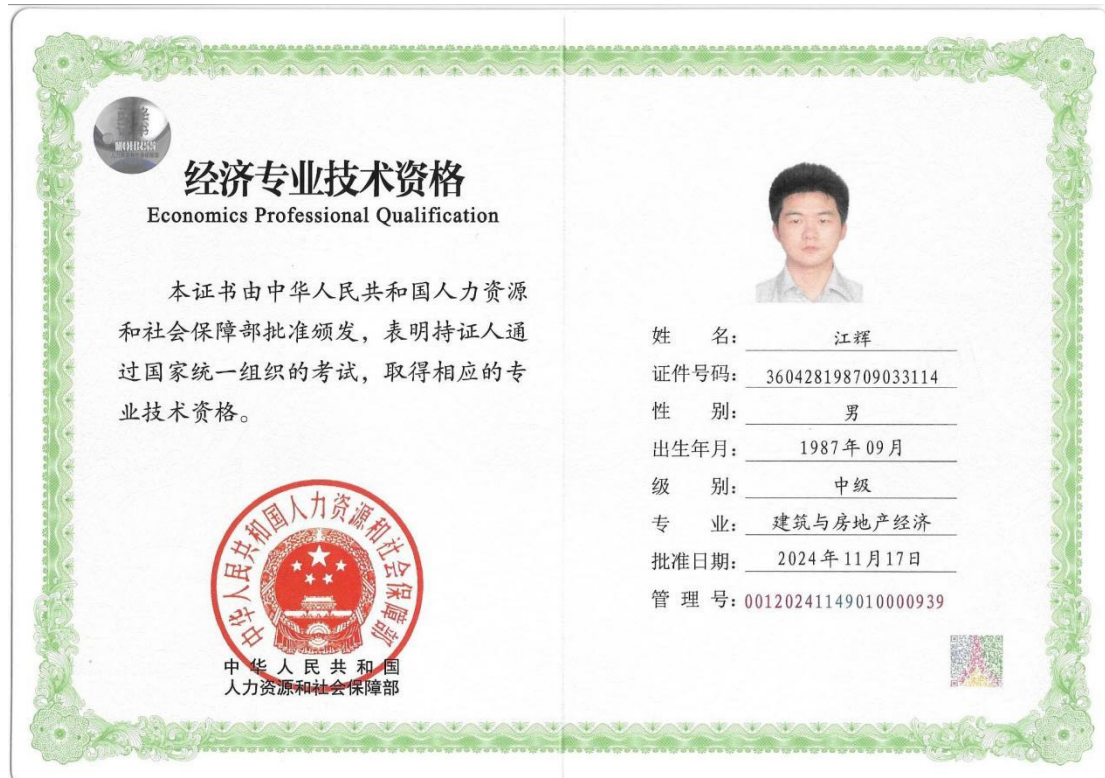 经济专业技术资格
Economics Professional Qualification
本证书由中华人民共和国人力资源
和社会保障部批准颁发，表明持证人通
过国家统一组织的考试，取得相应的专
业技术资格。
中华人民共和国人力资源和社会保障部
中华人民共和国
人力资源和社会保障部
姓 名： 江辉
证件号码： 360428198709033114
性 别： 男
出生年月： 1987年09月
级 别： 中级
专 业： 建筑与房地产经济
批准日期： 2024年11月17日
管 理 号： 00120241149010000939